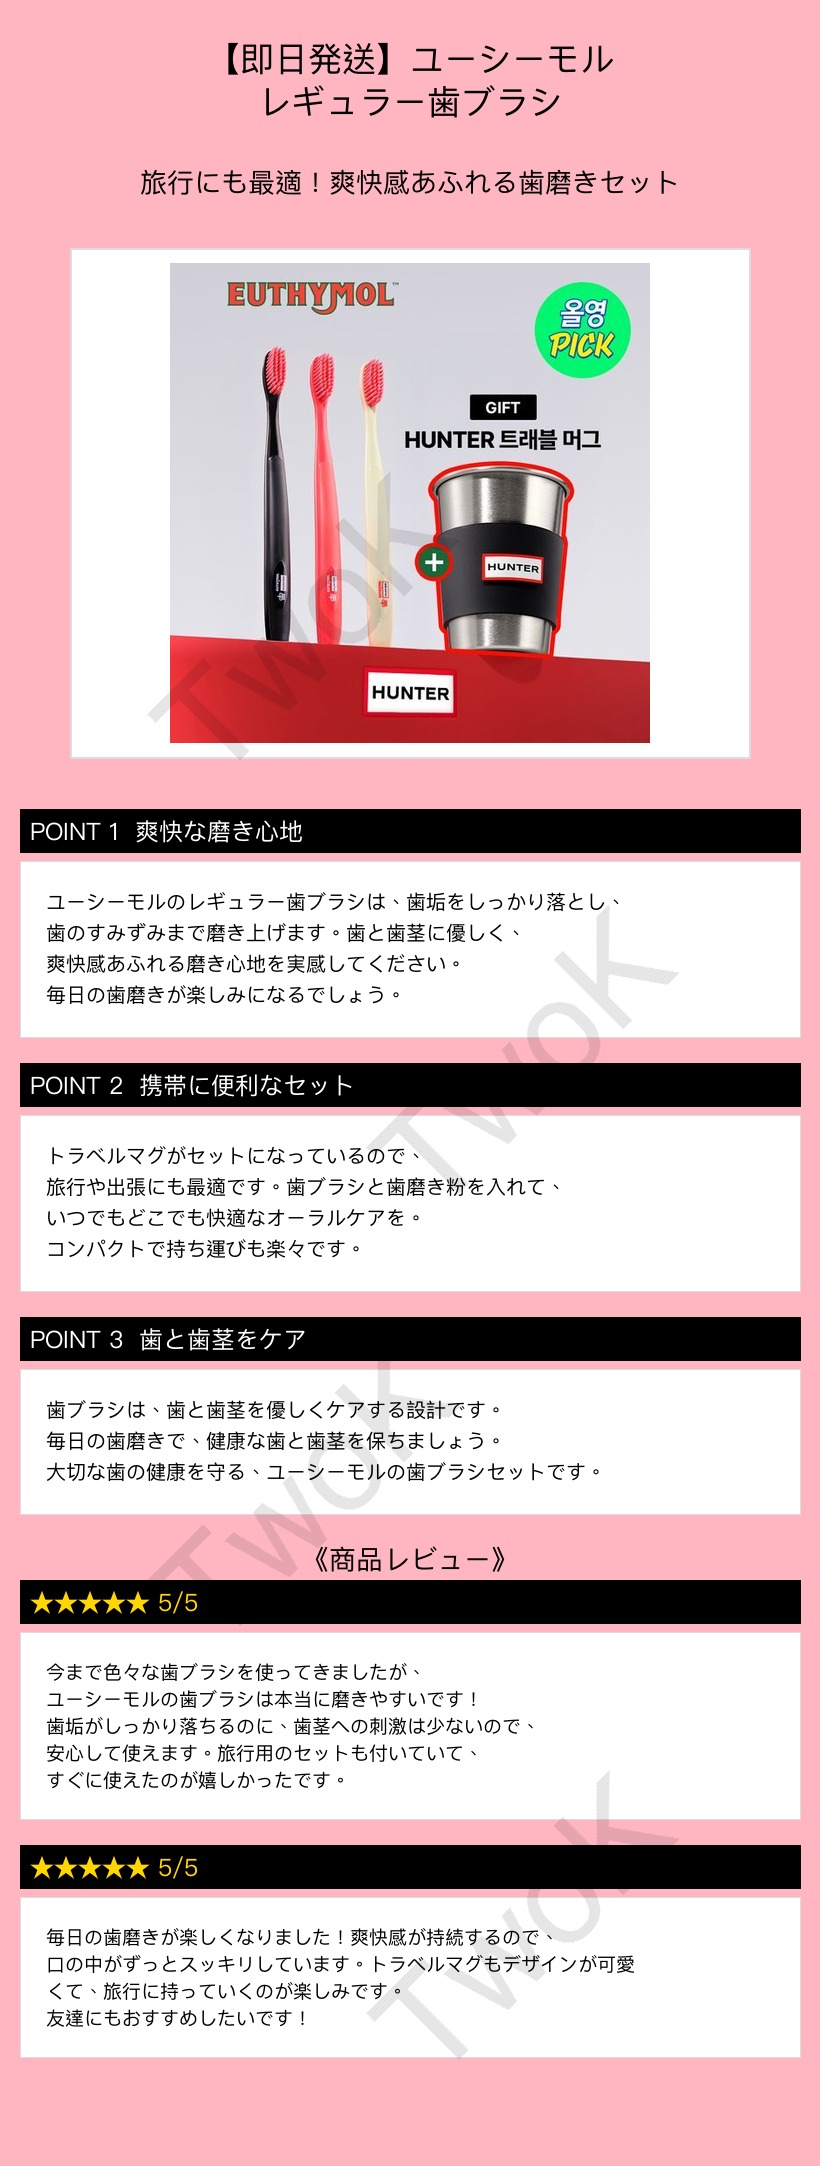 【即日発送】ユーシーモル
レギュラー歯ブラシ
旅行にも最適！爽快感あふれる歯磨きセット
EUTHYMOL™
올영
PICK
GIFT
HUNTER 트래블 머그
+
HUNTER
HUNTER
POINT 1 爽快な磨き心地
ユーシーモルのレギュラー歯ブラシは、歯垢をしっかり落とし、
歯のすみずみまで磨き上げます。歯と歯茎に優しく、
爽快感あふれる磨き心地を実感してください。
毎日の歯磨きが楽しみになるでしょう。
POINT 2 携帯に便利なセット
トラベルマグがセットになっているので、
旅行や出張にも最適です。歯ブラシと歯磨き粉を入れて、
いつでもどこでも快適なオーラルケアを。
コンパクトで持ち運びも楽々です。
POINT 3 歯と歯茎をケア
歯ブラシは、歯と歯茎を優しくケアする設計です。
毎日の歯磨きで、健康な歯と歯茎を保ちましょう。
大切な歯の健康を守る、ユーシーモルの歯ブラシセットです。
《商品レビュー》
★★★★★ 5/5
今まで色々な歯ブラシを使ってきましたが、
ユーシーモルの歯ブラシは本当に磨きやすいです！
歯垢がしっかり落ちるのに、歯茎への刺激は少ないので、
安心して使えます。旅行用のセットも付いていて、
すぐに使えたのが嬉しかったです。
★★★★★ 5/5
毎日の歯磨きが楽しくなりました！爽快感が持続するので、
口の中がずっとスッキリしています。トラベルマグもデザインが可愛
くて、旅行に持っていくのが楽しみです。
友達にもおすすめしたいです！
TwoK
TwoK
TwoK
TwoK